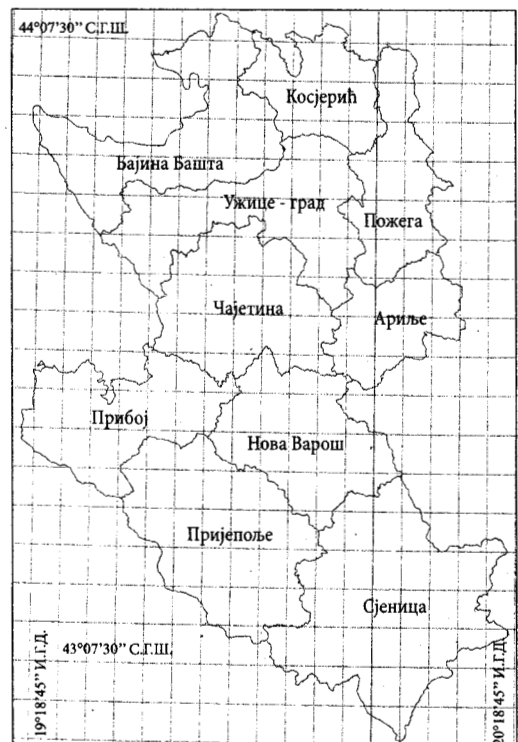 44°07'30” С.Г.Ш.
Косјерић
Бајина Башта
Ужице - град
Пожега
Чајетина
Ариље
Прибој
Нова Варош
Пријепоље
Сјеница
43°07'30” С.Г.Ш.
19°18'45” И.Г.Д.
20°18'45” И.Г.Д.